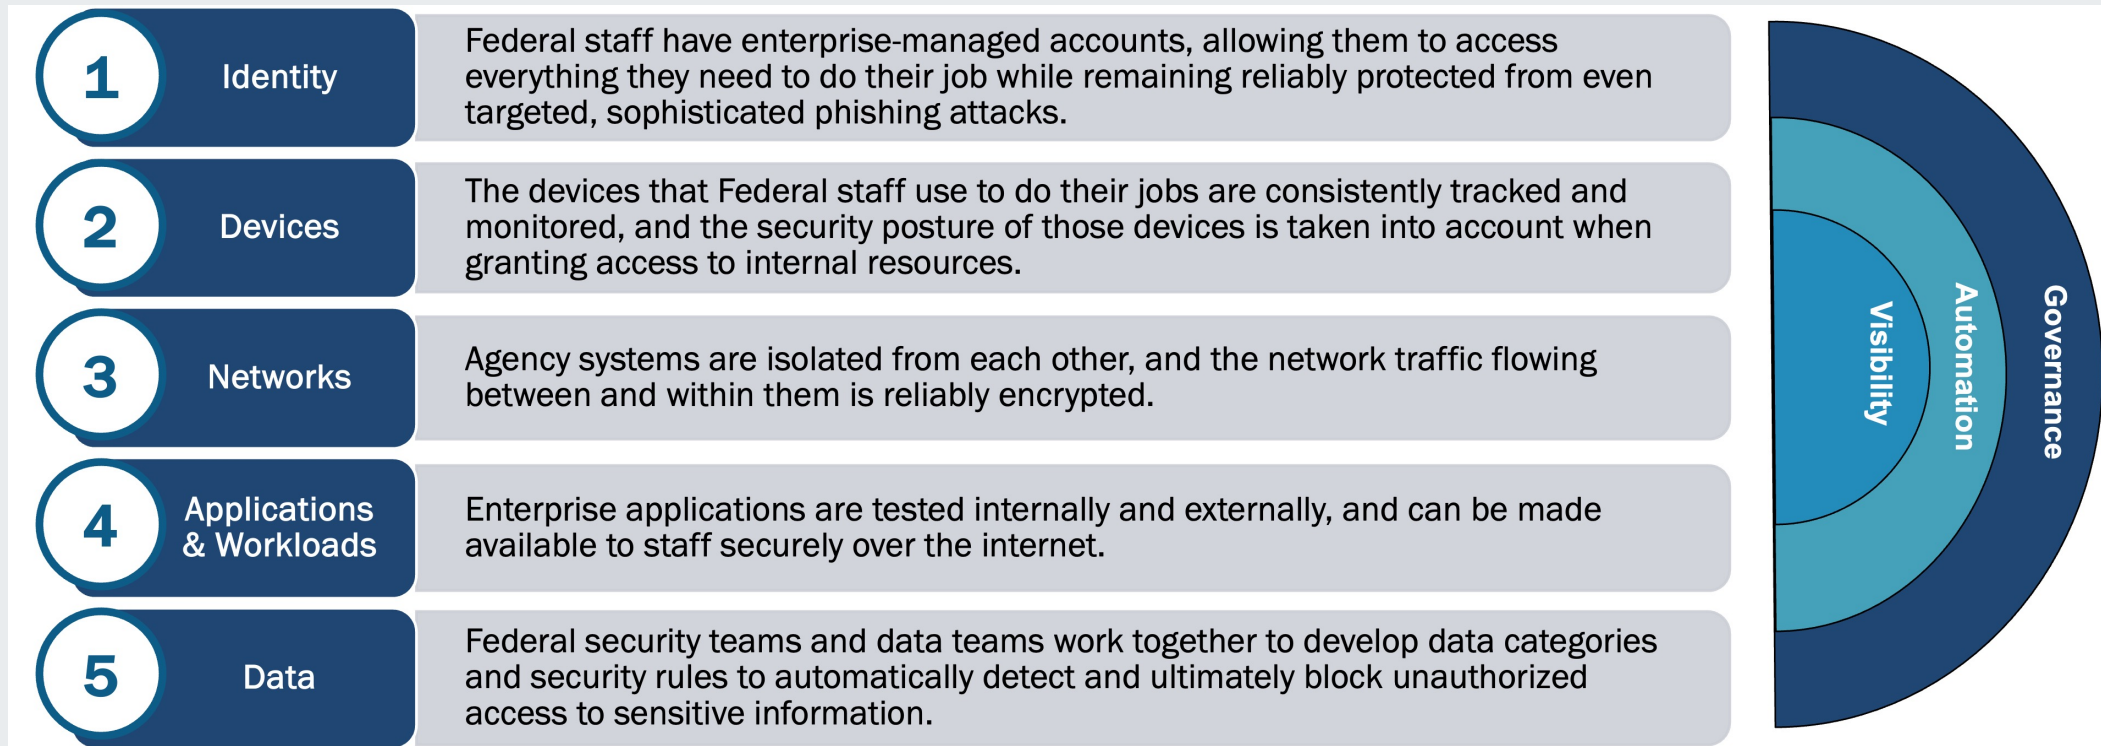 1
Identity
Federal staff have enterprise-managed accounts, allowing them to access
everything they need to do their job while remaining reliably protected from even
targeted, sophisticated phishing attacks.
2
Devices
The devices that Federal staff use to do their jobs are consistently tracked and
monitored, and the security posture of those devices is taken into account when
granting access to internal resources.
3
Networks
Agency systems are isolated from each other, and the network traffic flowing
between and within them is reliably encrypted.
4
Applications
& Workloads
Enterprise applications are tested internally and externally, and can be made
available to staff securely over the internet.
5
Data
Federal security teams and data teams work together to develop data categories
and security rules to automatically detect and ultimately block unauthorized
access to sensitive information.
Visibility
Automation
Governance